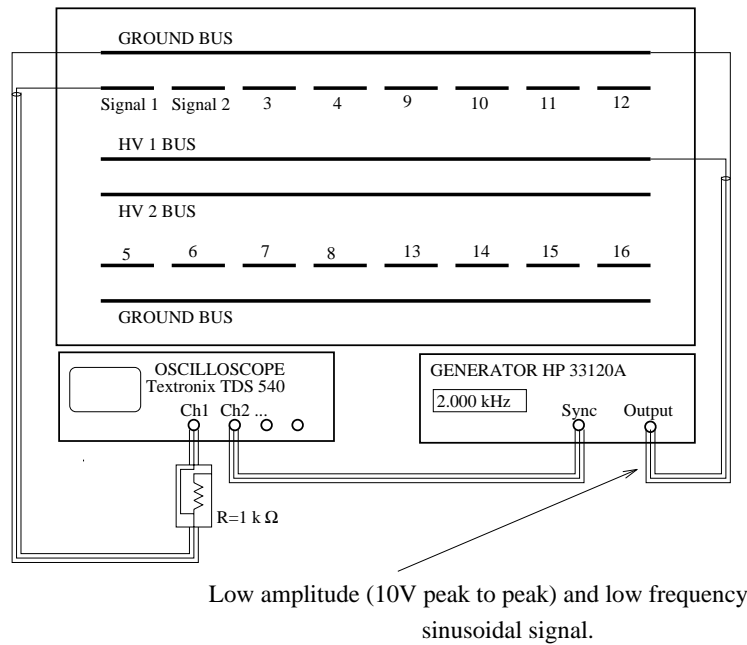 GROUND BUS
Signal 1 Signal 2 3 4 9 10 11 12
HV 1 BUS
HV 2 BUS
5 6 7 8 13 14 15 16
GROUND BUS
OSCILLOSCOPE
Textronix TDS 540
Ch1 Ch2 ...
GENERATOR HP 33120A
2.000 kHz
Sync Output
R=1 k Ω
Low amplitude (10V peak to peak) and low frequency
sinusoidal signal.